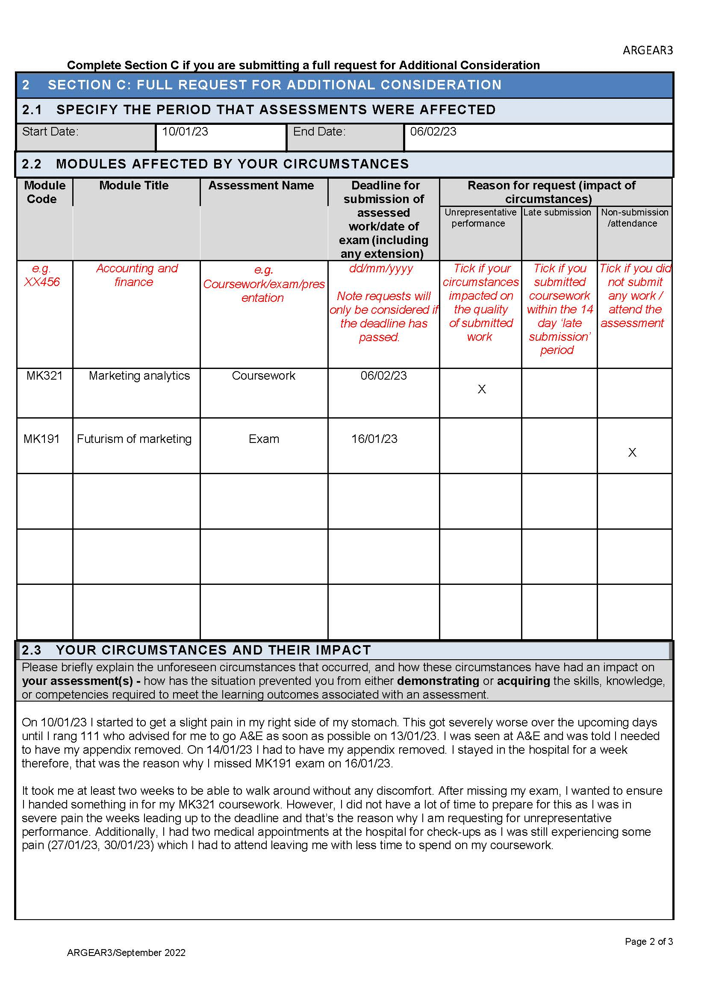 ARGEAR3
Complete Section C if you are submitting a full request for Additional Consideration
2 SECTION C: FULL REQUEST FOR ADDITIONAL CONSIDERATION
2.1 SPECIFY THE PERIOD THAT ASSESSMENTS WERE AFFECTED
Start Date: 10/01/23 End Date: 06/02/23
2.2 MODULES AFFECTED BY YOUR CIRCUMSTANCES
Module
Code
Module Title
Assessment Name
Deadline for
submission of
assessed
work/date of
exam (including
any extension)
Reason for request (impact of
circumstances)
Unrepresentative
performance
Late submission
Non-submission
/attendance
e.g.
XX456
Accounting and
finance
e.g.
Coursework/exam/pres
entation
dd/mm/yyyy
Note requests will
only be considered if
the deadline has
passed.
Tick if your
circumstances
impacted on
the quality
of submitted
work
Tick if you
submitted
coursework
within the 14
day ‘late
submission’
period
Tick if you did
not submit
any work /
attend the
assessment
MK321 Marketing analytics Coursework 06/02/23
X
MK191 Futurism of marketing Exam 16/01/23
X
2.3 YOUR CIRCUMSTANCES AND THEIR IMPACT
Please briefly explain the unforeseen circumstances that occurred, and how these circumstances have had an impact on
your assessment(s) - how has the situation prevented you from either demonstrating or acquiring the skills, knowledge,
or competencies required to meet the learning outcomes associated with an assessment.
On 10/01/23 I started to get a slight pain in my right side of my stomach. This got severely worse over the upcoming days
until I rang 111 who advised for me to go A&E as soon as possible on 13/01/23. I was seen at A&E and was told I needed
to have my appendix removed. On 14/01/23 I had to have my appendix removed. I stayed in the hospital for a week
therefore, that was the reason why I missed MK191 exam on 16/01/23.
It took me at least two weeks to be able to walk around without any discomfort. After missing my exam, I wanted to ensure
I handed something in for my MK321 coursework. However, I did not have a lot of time to prepare for this as I was in
severe pain the weeks leading up to the deadline and that’s the reason why I am requesting for unrepresentative
performance. Additionally, I had two medical appointments at the hospital for check-ups as I was still experiencing some
pain (27/01/23, 30/01/23) which I had to attend leaving me with less time to spend on my coursework.
Page 2 of 3
ARGEAR3/September 2022